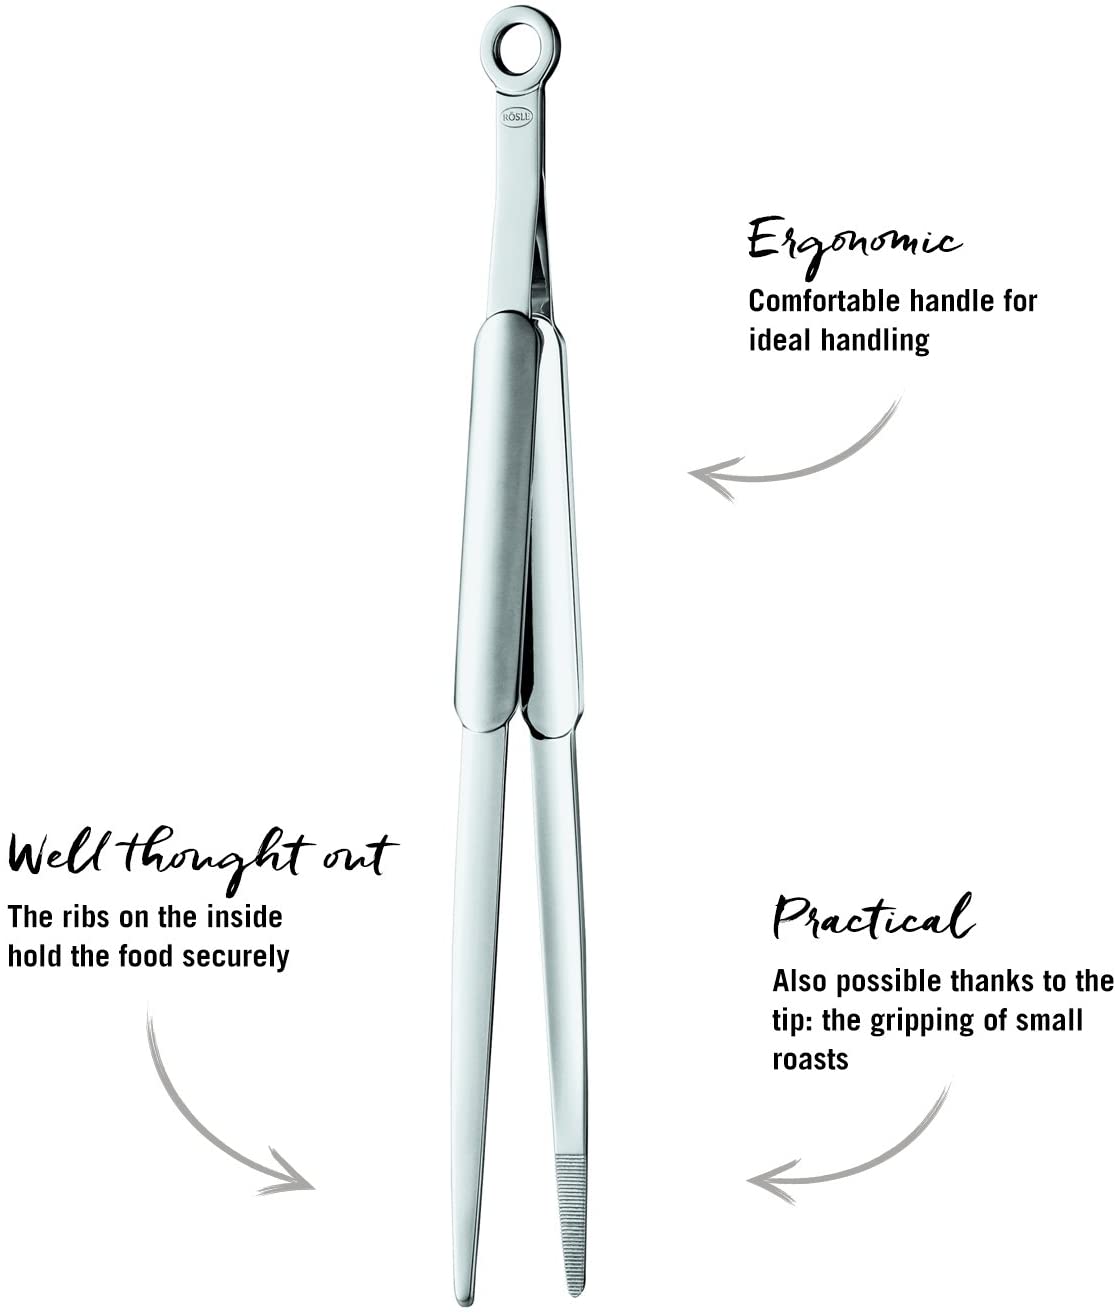 RÖSLE
Ergonomic
Comfortable handle for
ideal handling
Well thought out
The ribs on the inside
hold the food securely
Practical
Also possible thanks to the
tip: the gripping of small
roasts